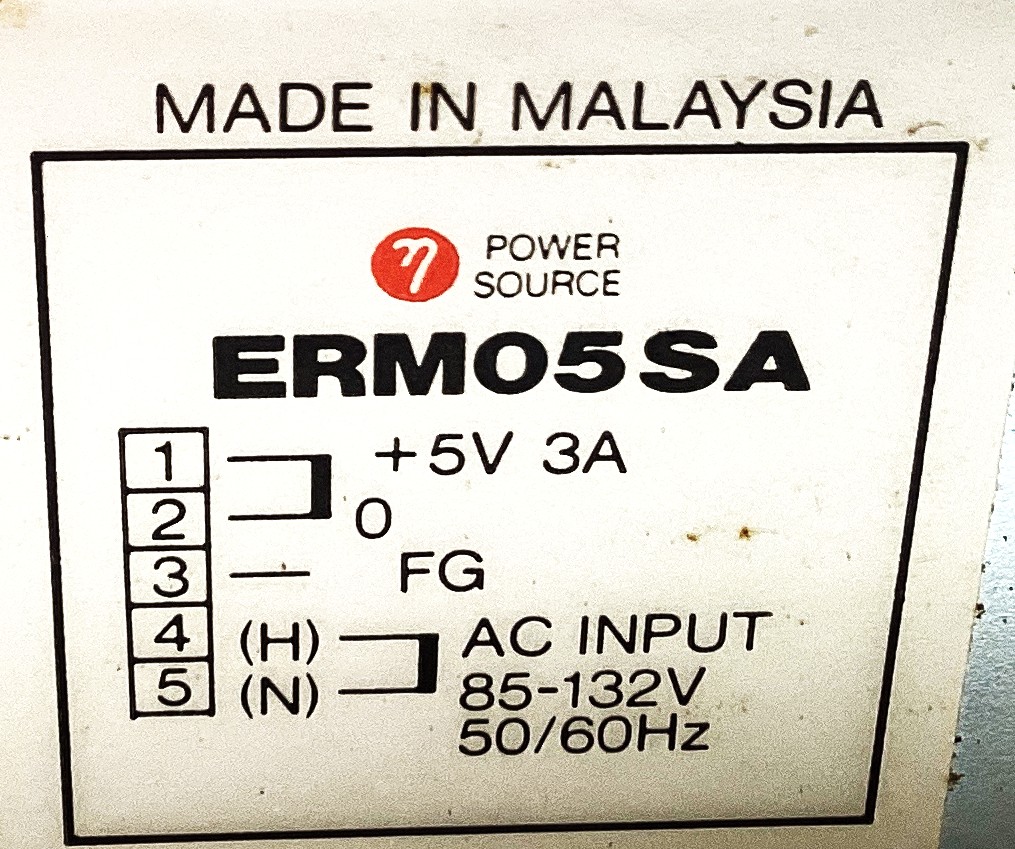 MADE IN MALAYSIA
η POWER
SOURCE
ERM05SA
1 +5V 3A
2 0
3 FG
4 (H) AC INPUT
5 (N) 85-132V
50/60Hz